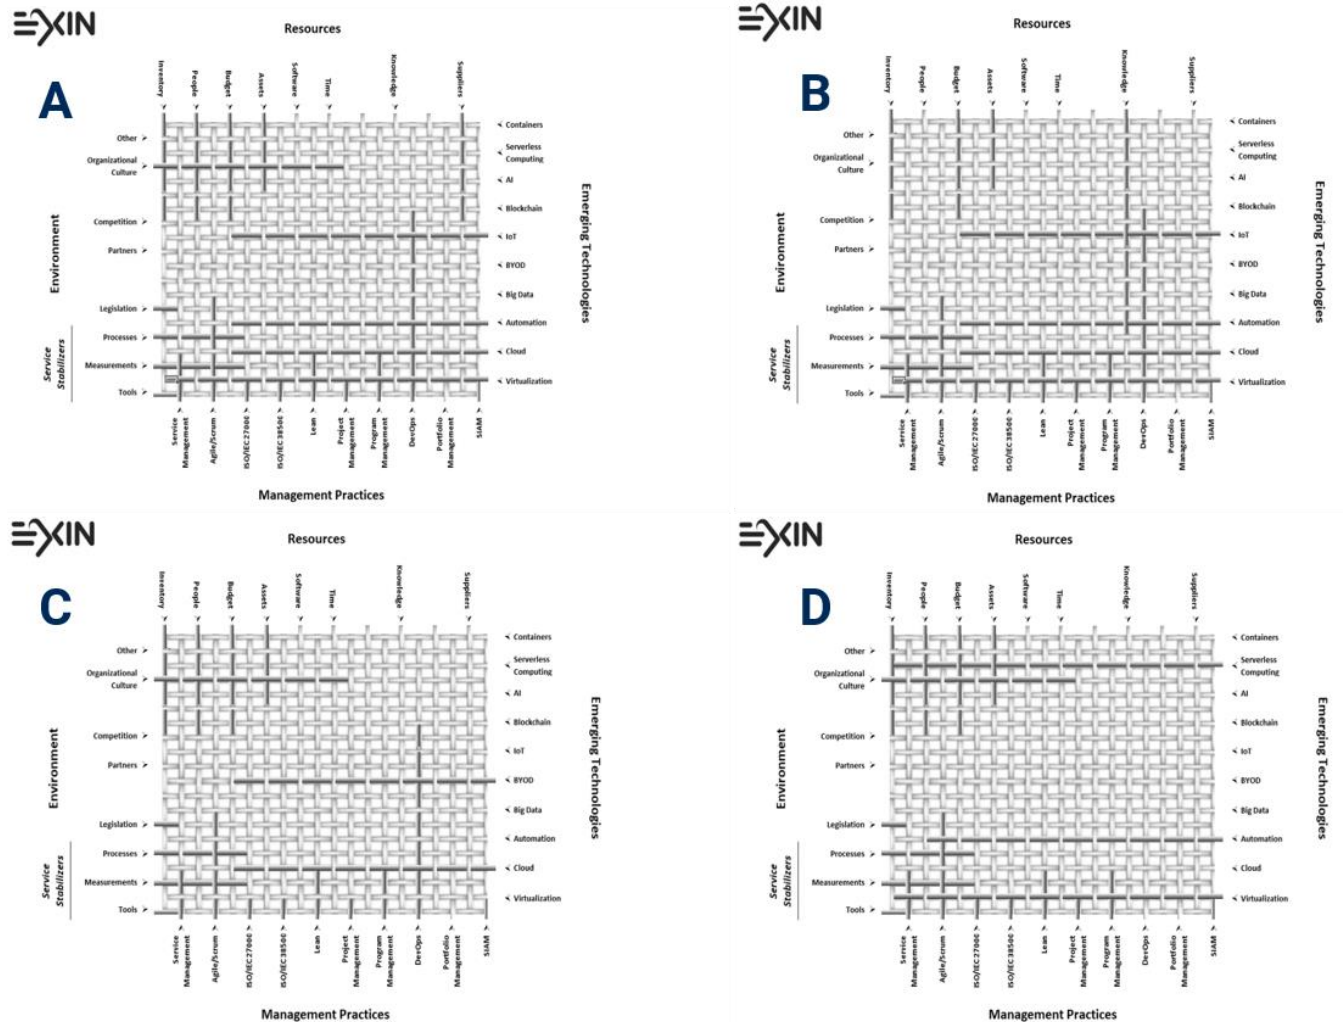 EXIN
Resources
A
Inventory
People
Budget
Assets
Software
Time
Knowledge
Suppliers
Other
Organizational
Culture
Competition
Partners
Legislation
Processes
Measurements
Tools
Environment
Service
Stabilizers
Containers
Serverless
Computing
AI
Blockchain
IoT
BYOD
Big Data
Automation
Cloud
Virtualization
Emerging Technologies
Service
Management
Agile/Scrum
ISO/IEC27000
ISO/IEC38500
Lean
Project
Management
Program
Management
DevOps
Portfolio
Management
SIAM
Management Practices
EXIN
Resources
B
Inventory
People
Budget
Assets
Software
Time
Knowledge
Suppliers
Other
Organizational
Culture
Competition
Partners
Legislation
Processes
Measurements
Tools
Environment
Service
Stabilizers
Containers
Serverless
Computing
AI
Blockchain
IoT
BYOD
Big Data
Automation
Cloud
Virtualization
Emerging Technologies
Service
Management
Agile/Scrum
ISO/IEC27000
ISO/IEC38500
Lean
Project
Management
Program
Management
DevOps
Portfolio
Management
SIAM
Management Practices
EXIN
Resources
C
Inventory
People
Budget
Assets
Software
Time
Knowledge
Suppliers
Other
Organizational
Culture
Competition
Partners
Legislation
Processes
Measurements
Tools
Environment
Service
Stabilizers
Containers
Serverless
Computing
AI
Blockchain
IoT
BYOD
Big Data
Automation
Cloud
Virtualization
Emerging Technologies
Service
Management
Agile/Scrum
ISO/IEC27000
ISO/IEC38500
Lean
Project
Management
Program
Management
DevOps
Portfolio
Management
SIAM
Management Practices
EXIN
Resources
D
Inventory
People
Budget
Assets
Software
Time
Knowledge
Suppliers
Other
Organizational
Culture
Competition
Partners
Legislation
Processes
Measurements
Tools
Environment
Service
Stabilizers
Containers
Serverless
Computing
AI
Blockchain
IoT
BYOD
Big Data
Automation
Cloud
Virtualization
Emerging Technologies
Service
Management
Agile/Scrum
ISO/IEC27000
ISO/IEC38500
Lean
Project
Management
Program
Management
DevOps
Portfolio
Management
SIAM
Management Practices